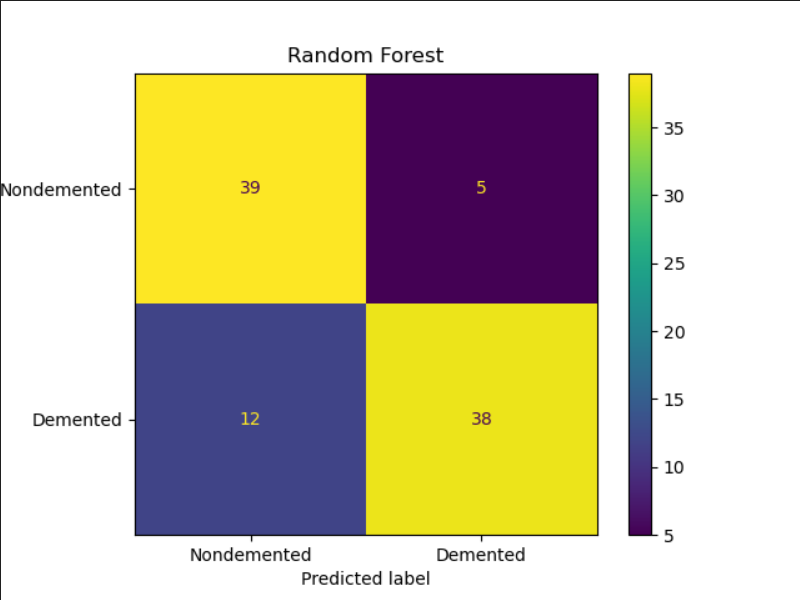 Random Forest
Nondemented
39
5
Demented
12
38
Nondemented
Demented
Predicted label
35
30
25
20
15
10
5